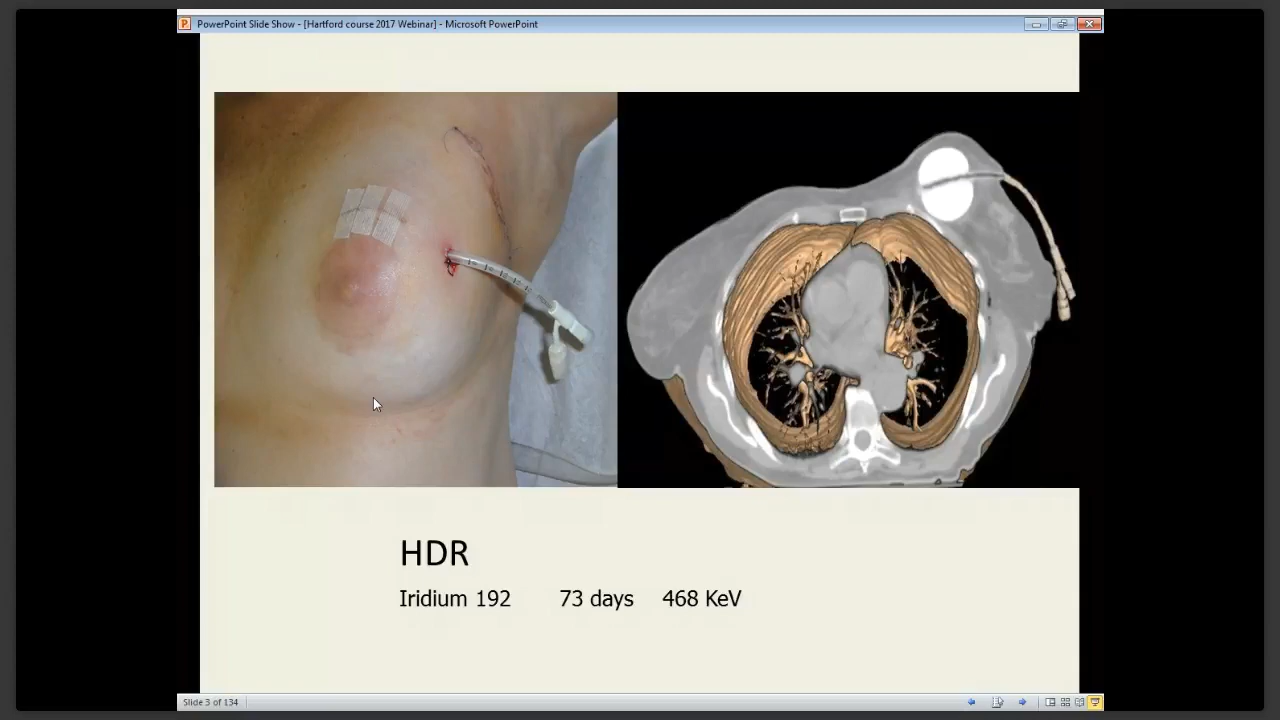 PowerPoint Slide Show - [Hartford course 2017 Webinar] - Microsoft PowerPoint
HDR
Iridium 192 73 days 468 KeV
Slide 3 of 134